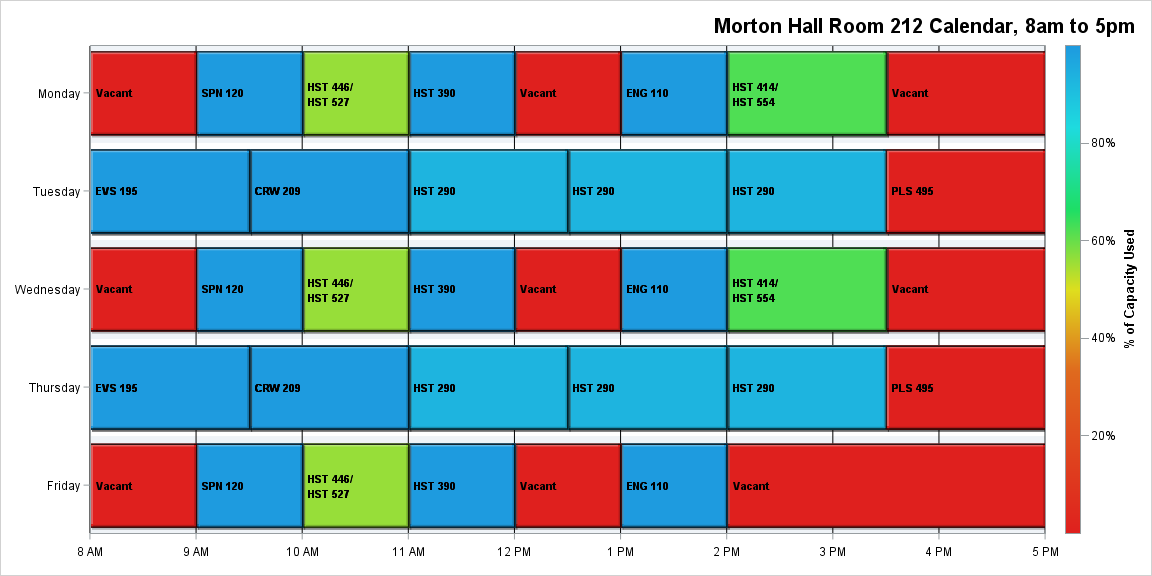 Morton Hall Room 212 Calendar, 8am to 5pm
Monday
Vacant
SPN 120
HST 446/
HST 527
HST 390
Vacant
ENG 110
HST 414/
HST 554
Vacant
Tuesday
EVS 195
CRW 209
HST 290
HST 290
HST 290
PLS 495
Wednesday
Vacant
SPN 120
HST 446/
HST 527
HST 390
Vacant
ENG 110
HST 414/
HST 554
Vacant
Thursday
EVS 195
CRW 209
HST 290
HST 290
HST 290
PLS 495
Friday
Vacant
SPN 120
HST 446/
HST 527
HST 390
Vacant
ENG 110
Vacant
8 AM
9 AM
10 AM
11 AM
12 PM
1 PM
2 PM
3 PM
4 PM
5 PM
80%
60%
40%
20%
% of Capacity Used